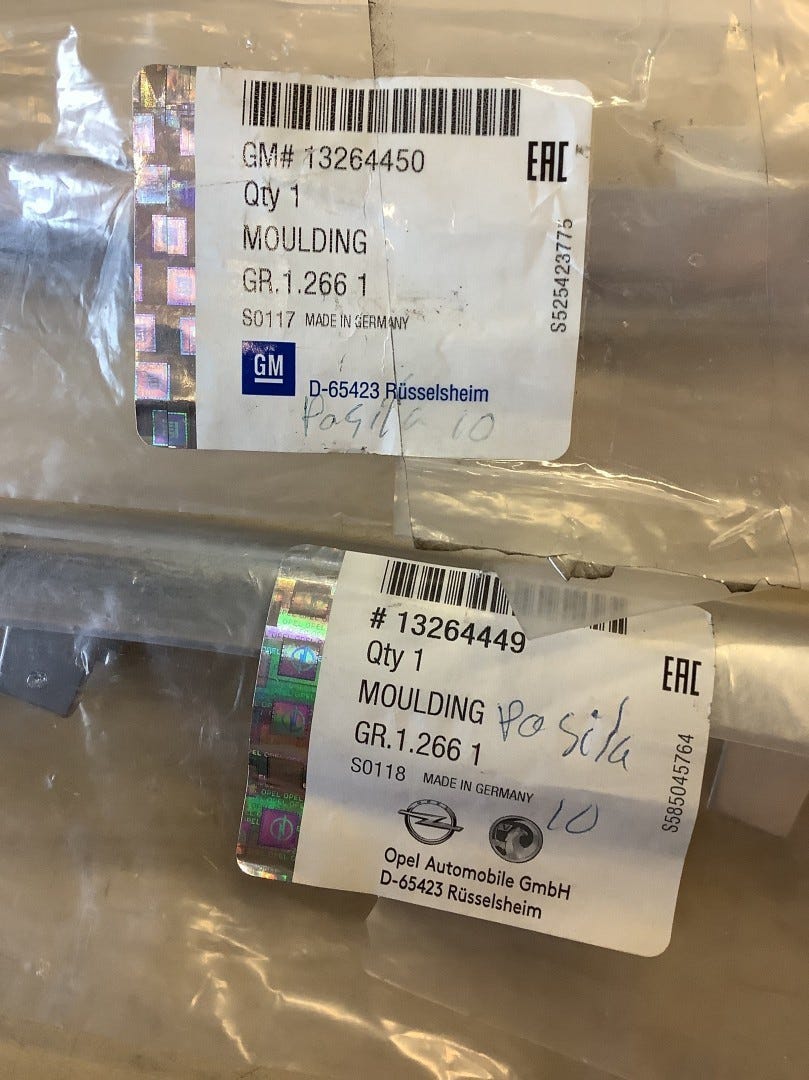 GM# 13264450
EAC
Qty 1
MOULDING
GR.1.266 1
S0117 MADE IN GERMANY
S525423775
GM
D-65423 Rüsselsheim
10
# 13264449
Qty 1
EAC
MOULDING
GR.1.266 1
S0118 MADE IN GERMANY
10
S585045764
Opel Automobile GmbH
D-65423 Rüsselsheim